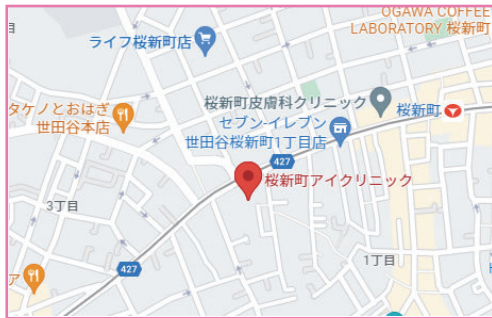 OGAWA COFFEE
LABORATORY 桜新町
ライフ桜新町店
桜新町皮膚科クリニック
桜新町
タケノとおはぎ
世田谷本店
セブン-イレブン
世田谷桜新町1丁目店
427
桜新町アイクリニック
3丁目
1丁目
427
ア
目